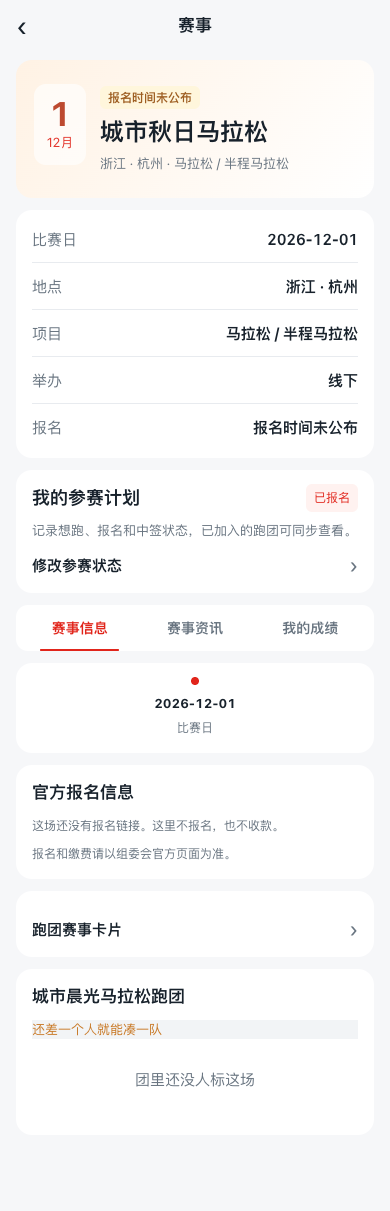 赛事
1
12月
报名时间未公布
城市秋日马拉松
浙江 · 杭州 · 马拉松 / 半程马拉松
比赛日 2026-12-01
地点 浙江 · 杭州
项目 马拉松 / 半程马拉松
举办 线下
报名 报名时间未公布
我的参赛计划 已报名
记录想跑、报名和中签状态，已加入的跑团可同步查看。
修改参赛状态
赛事信息 赛事资讯 我的成绩
2026-12-01
比赛日
官方报名信息
这场还没有报名链接。这里不报名，也不收款。
报名和缴费请以组委会官方页面为准。
跑团赛事卡片
城市晨光马拉松跑团
还差一个人就能凑一队
团里还没人标这场